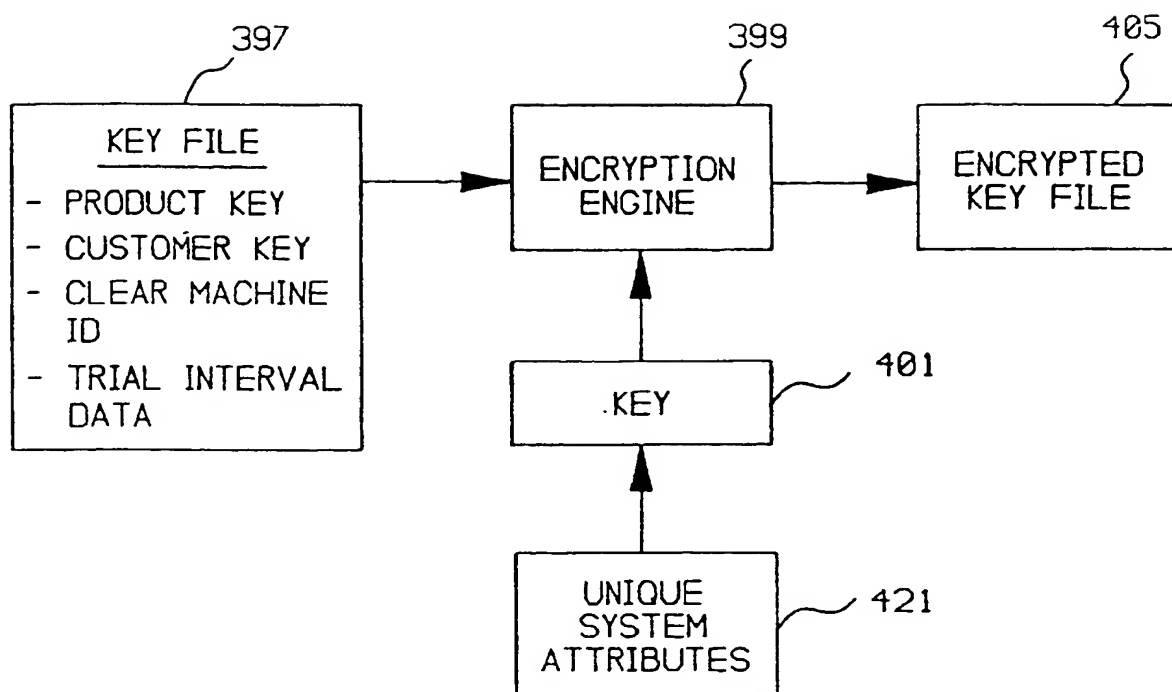 397
399
405
KEY FILE
- PRODUCT KEY
- CUSTOMER KEY
- CLEAR MACHINE
ID
- TRIAL INTERVAL
DATA
ENCRYPTION
ENGINE
ENCRYPTED
KEY FILE
.KEY
401
UNIQUE
SYSTEM
ATTRIBUTES
421